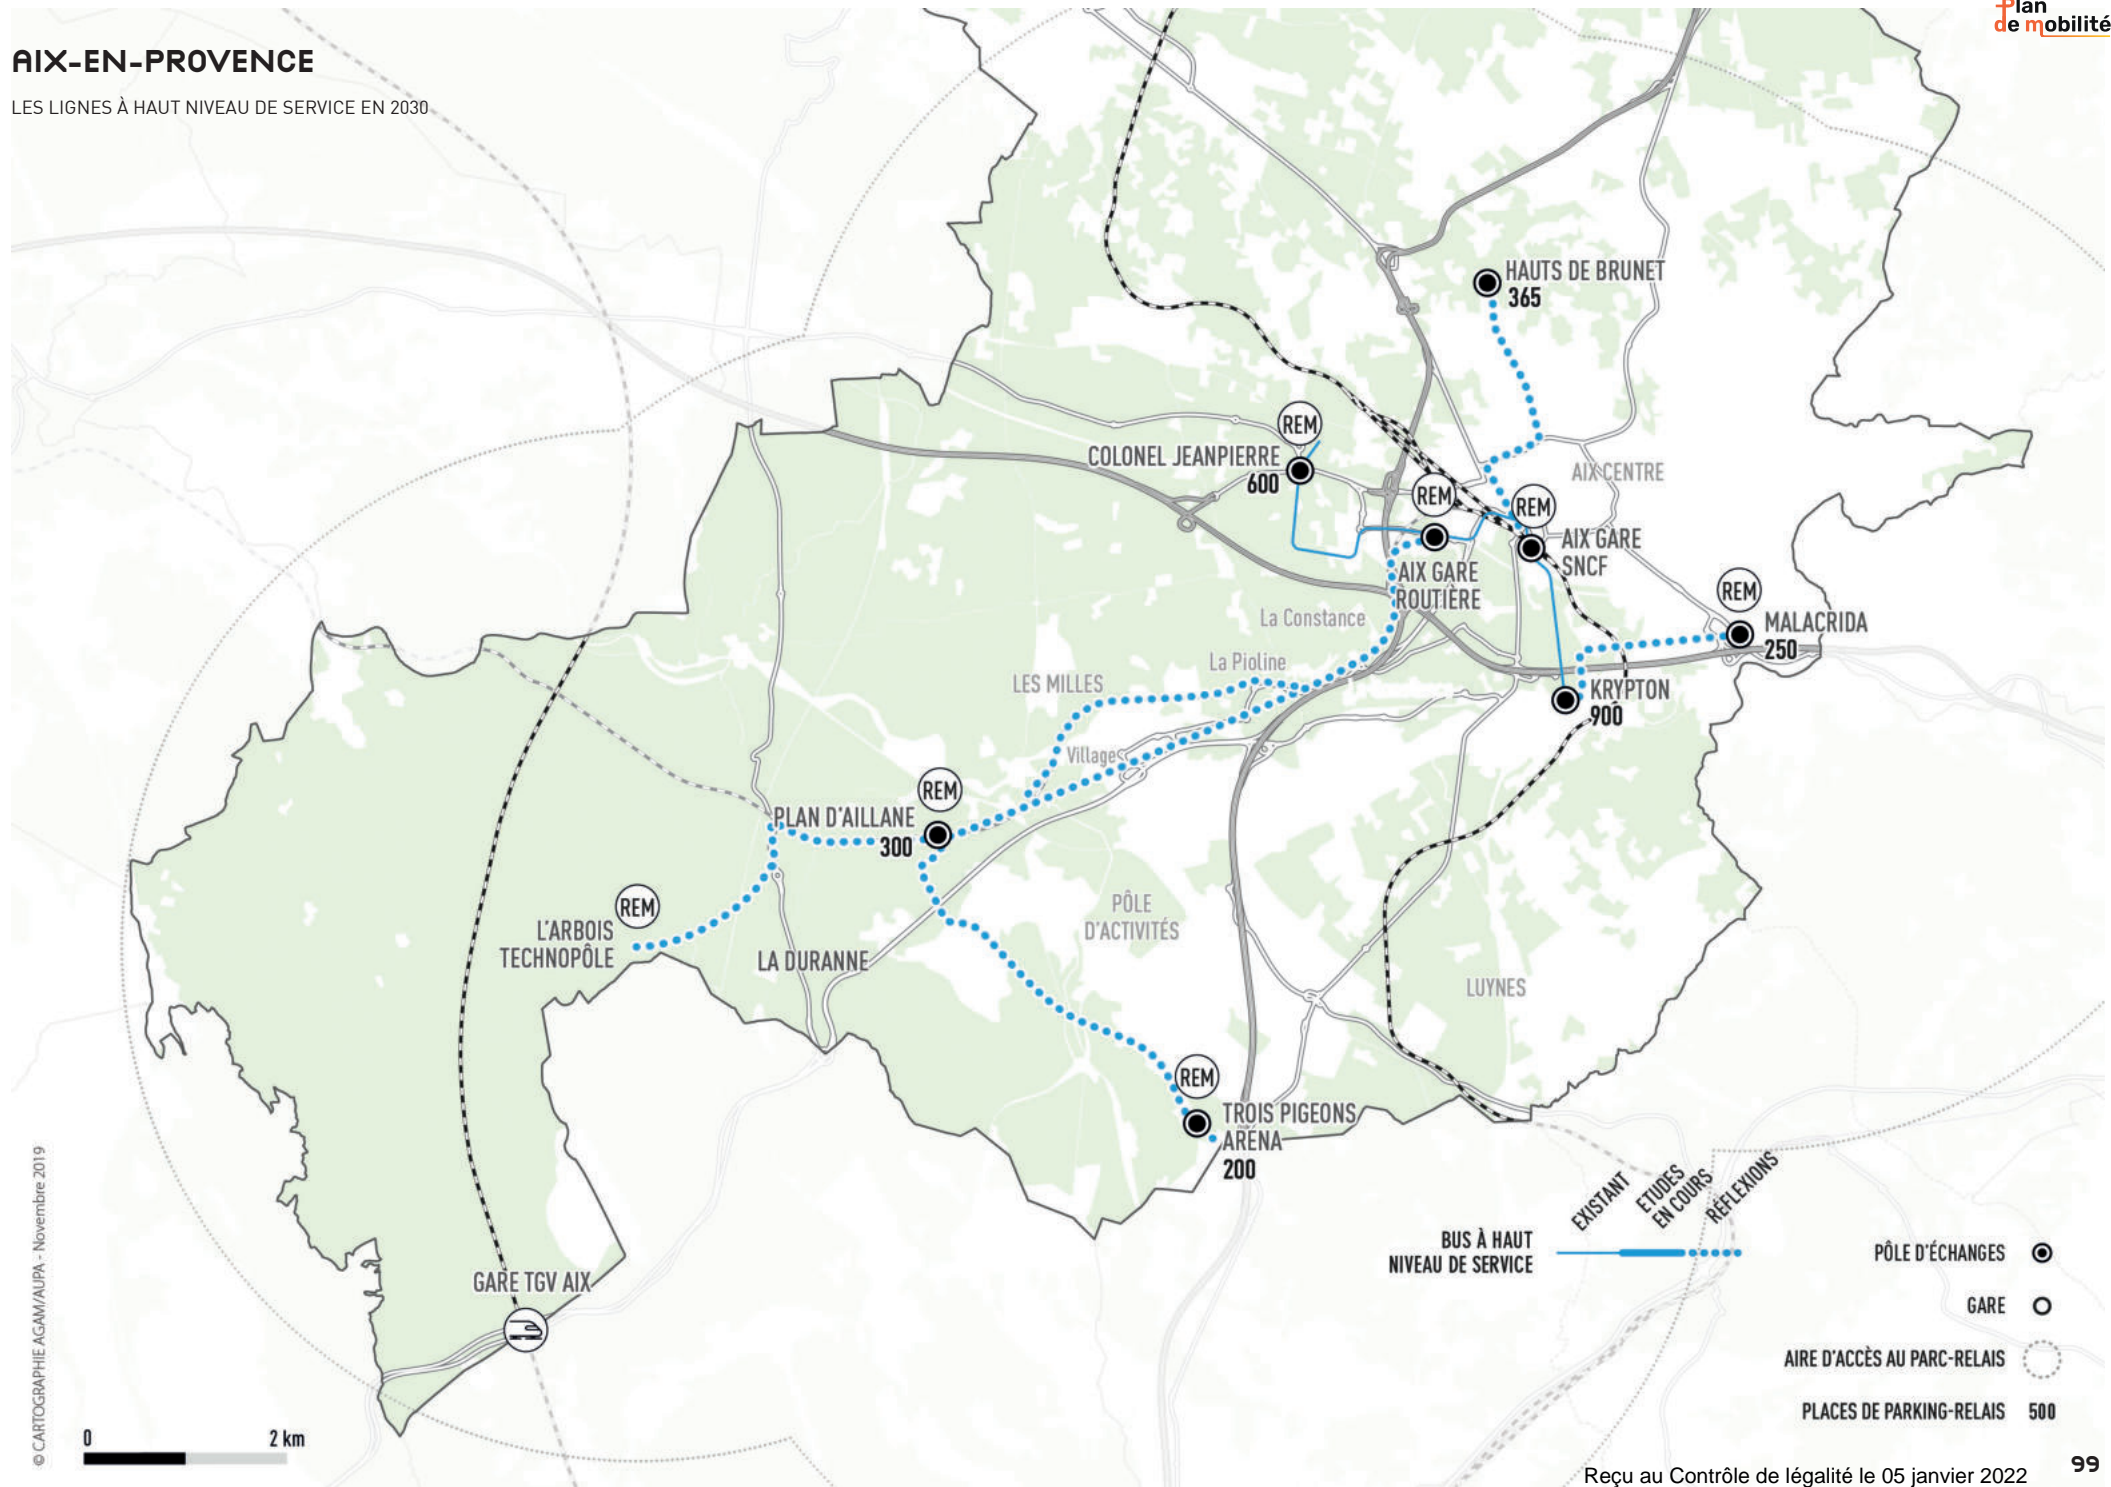 Plan
de mobilité
AIX-EN-PROVENCE
LES LIGNES À HAUT NIVEAU DE SERVICE EN 2030
HAUTS DE BRUNET
365
REM
COLONEL JEANPIERRE
600
AIX CENTRE
REM
REM
AIX GARE
SNCF
AIX GARE
ROUTIÈRE
REM
MALACRIDA
250
La Constance
La Pioline
LES MILLES
KRYPTON
900
Village
REM
PLAN D'AILLANE
300
REM
L'ARBOIS
TECHNOPÔLE
LA DURANNE
PÔLE
D'ACTIVITÉS
LUYNES
REM
TROIS PIGEONS
ARENA
200
GARE TGV AIX
EXISTANT
ETUDES
EN COURS
RÉFLEXIONS
BUS À HAUT
NIVEAU DE SERVICE
PÔLE D'ÉCHANGES
GARE
AIRE D'ACCÈS AU PARC-RELAIS
PLACES DE PARKING-RELAIS 500
0 2 km
© CARTOGRAPHIE AGAM/AUPA - Novembre 2019
99
Reçu au Contrôle de légalité le 05 janvier 2022